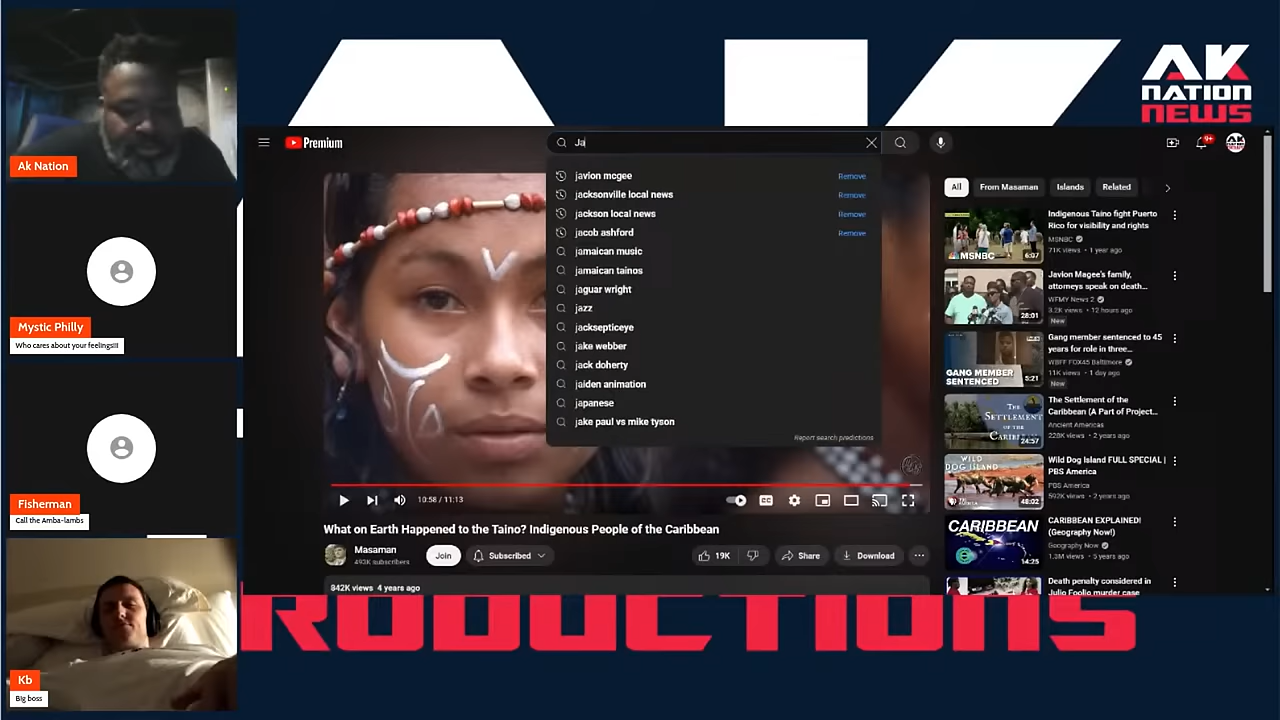 AK
NATION
NEWS
Ak Nation
Mystic Philly
Who cares about your feelings!!!
Fisherman
Call the Amba-lambs
Kb
Big boss
Premium
Ja
9+
javion mcgee
Remove
jacksonville local news
Remove
jackson local news
Remove
jacob ashford
Remove
jamaican music
jamaican tainos
jaguar wright
jazz
jacksepticeye
jake webber
jack doherty
jaiden animation
japanese
jake paul vs mike tyson
Report search predictions
10:58 / 11:13
What on Earth Happened to the Taino? Indigenous People of the Caribbean
Masaman
493K subscribers
Join
Subscribed
19K
Share
Download
842K views 4 years ago
All
From Masaman
Islands
Related
Indigenous Taino fight Puerto
Rico for visibility and rights
MSNBC
71K views • 1 year ago
MSNBC
6:07
Javion Magee's family,
attorneys speak on death...
WFMY News 2
3.2K views • 12 hours ago
New
28:01
Gang member sentenced to 45
years for role in three...
WBFF FOX45 Baltimore
11K views • 1 day ago
New
GANG MEMBER
SENTENCED
5:21
The Settlement of the
Caribbean (A Part of Project...
Ancient Americas
228K views • 2 years ago
THE
SETTLEMENT
OF THE
24:57
Wild Dog Island FULL SPECIAL |
PBS America
PBS America
592K views • 2 years ago
WILD
DOG ISLAND
48:02
CARIBBEAN EXPLAINED!
(Geography Now!)
Geography Now
1.3M views • 5 years ago
CARIBBEAN
14:25
Death penalty considered in
Julio Foolio murder case
RODUCTIONS